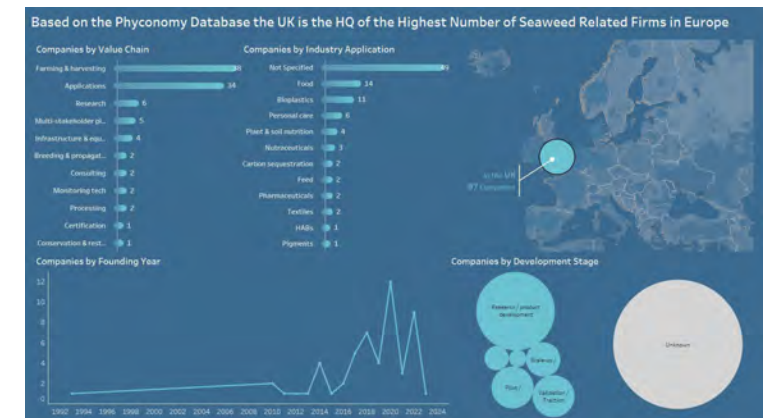 Based on the Phyconomy Database the UK is the HQ of the Highest Number of Seaweed Related Firms in Europe
Companies by Value Chain
Farming & harvesting
Applications 34
Research 6
Multi-stakeholder pl.. 5
Infrastructure & equ.. 4
Breeding & propagat.. 2
Consulting 2
Monitoring tech 2
Processing 2
Certification 1
Conservation & rest.. 1
Companies by Industry Application
Not Specified
Food 14
Bioplastics 11
Personal care 6
Plant & soil nutrition 4
Nutraceuticals 3
Carbon sequestration 2
Feed 2
Pharmaceuticals 2
Textiles 2
HABs 1
Pigments 1
in the UK
87 Companies
Companies by Founding Year
12
10
8
6
4
2
0
1992 1994 1996 1998 2000 2002 2004 2006 2008 2010 2012 2014 2016 2018 2020 2022 2024
Companies by Development Stage
Research / product
development
Scale-up /
Pilot /
Validation /
Traction
Unknown